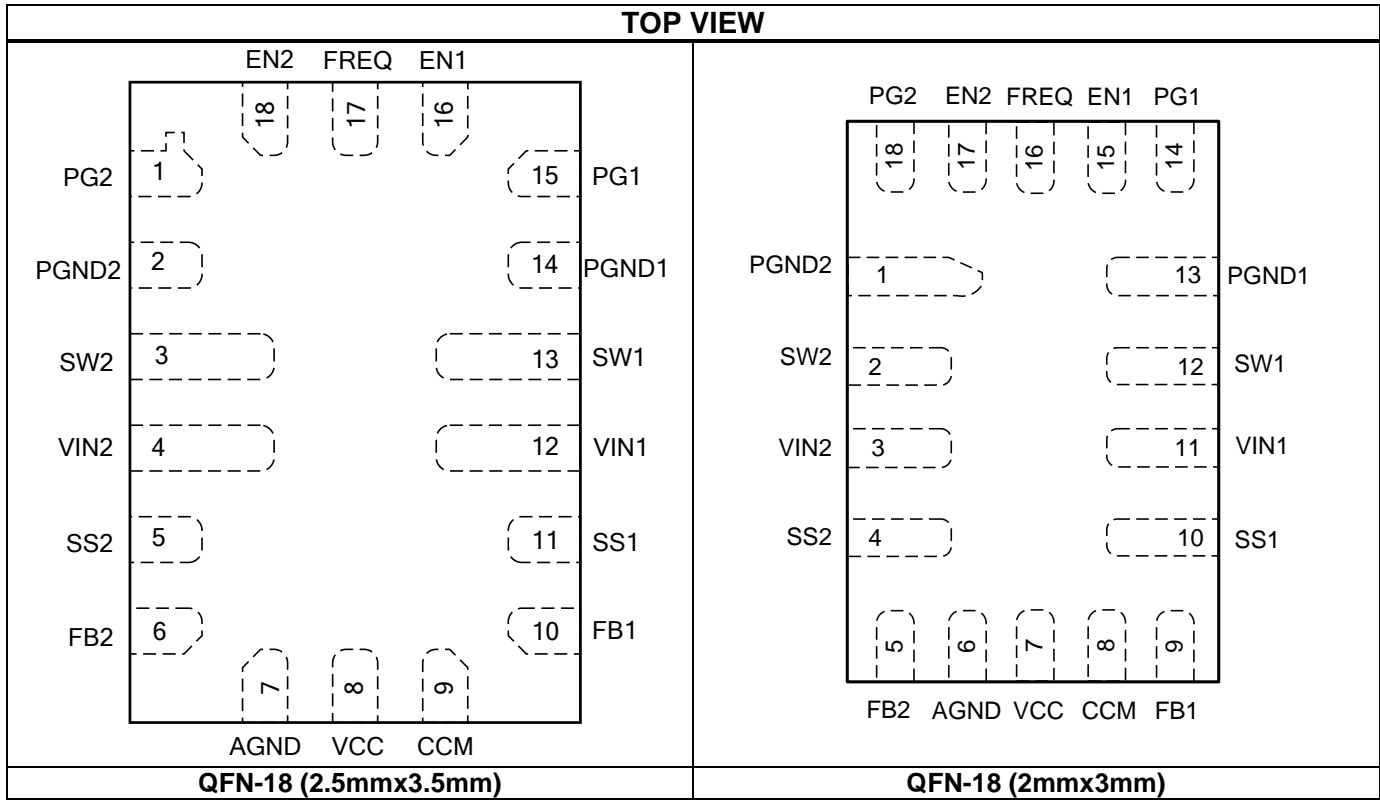 TOP VIEW
EN2 FREQ EN1
18 17 16
PG2 1 15 PG1
PGND2 2 14 PGND1
SW2 3 13 SW1
VIN2 4 12 VIN1
SS2 5 11 SS1
FB2 6 10 FB1
7 8 9
AGND VCC CCM
QFN-18 (2.5mmx3.5mm)
PG2 EN2 FREQ EN1 PG1
18 17 16 15 14
PGND2 1 13 PGND1
SW2 2 12 SW1
VIN2 3 11 VIN1
SS2 4 10 SS1
5 6 7 8 9
FB2 AGND VCC CCM FB1
QFN-18 (2mmx3mm)